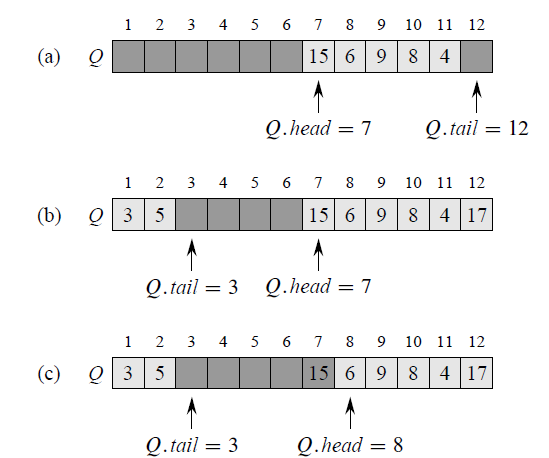 1 2 3 4 5 6 7 8 9 10 11 12
(a) Q 15 6 9 8 4
Q.head = 7 Q.tail = 12
1 2 3 4 5 6 7 8 9 10 11 12
(b) Q 3 5 15 6 9 8 4 17
Q.tail = 3 Q.head = 7
1 2 3 4 5 6 7 8 9 10 11 12
(c) Q 3 5 15 6 9 8 4 17
Q.tail = 3 Q.head = 8